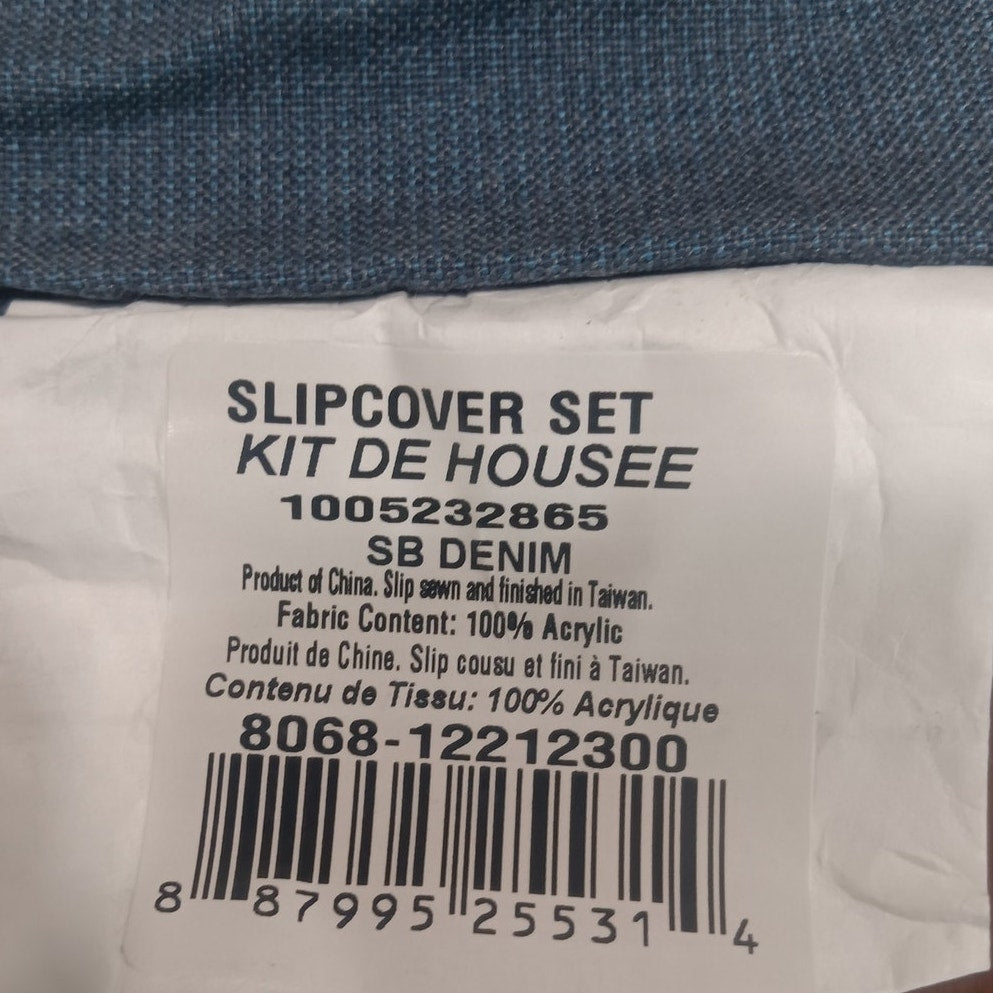 SLIPCOVER SET
KIT DE HOUSEE
1005232865
SB DENIM
Product of China. Slip sewn and finished in Taiwan.
Fabric Content: 100% Acrylic
Produit de Chine. Slip cousu et fini à Taiwan.
Contenu de Tissu: 100% Acrylique
8068-12212300
8 87995 25531 4